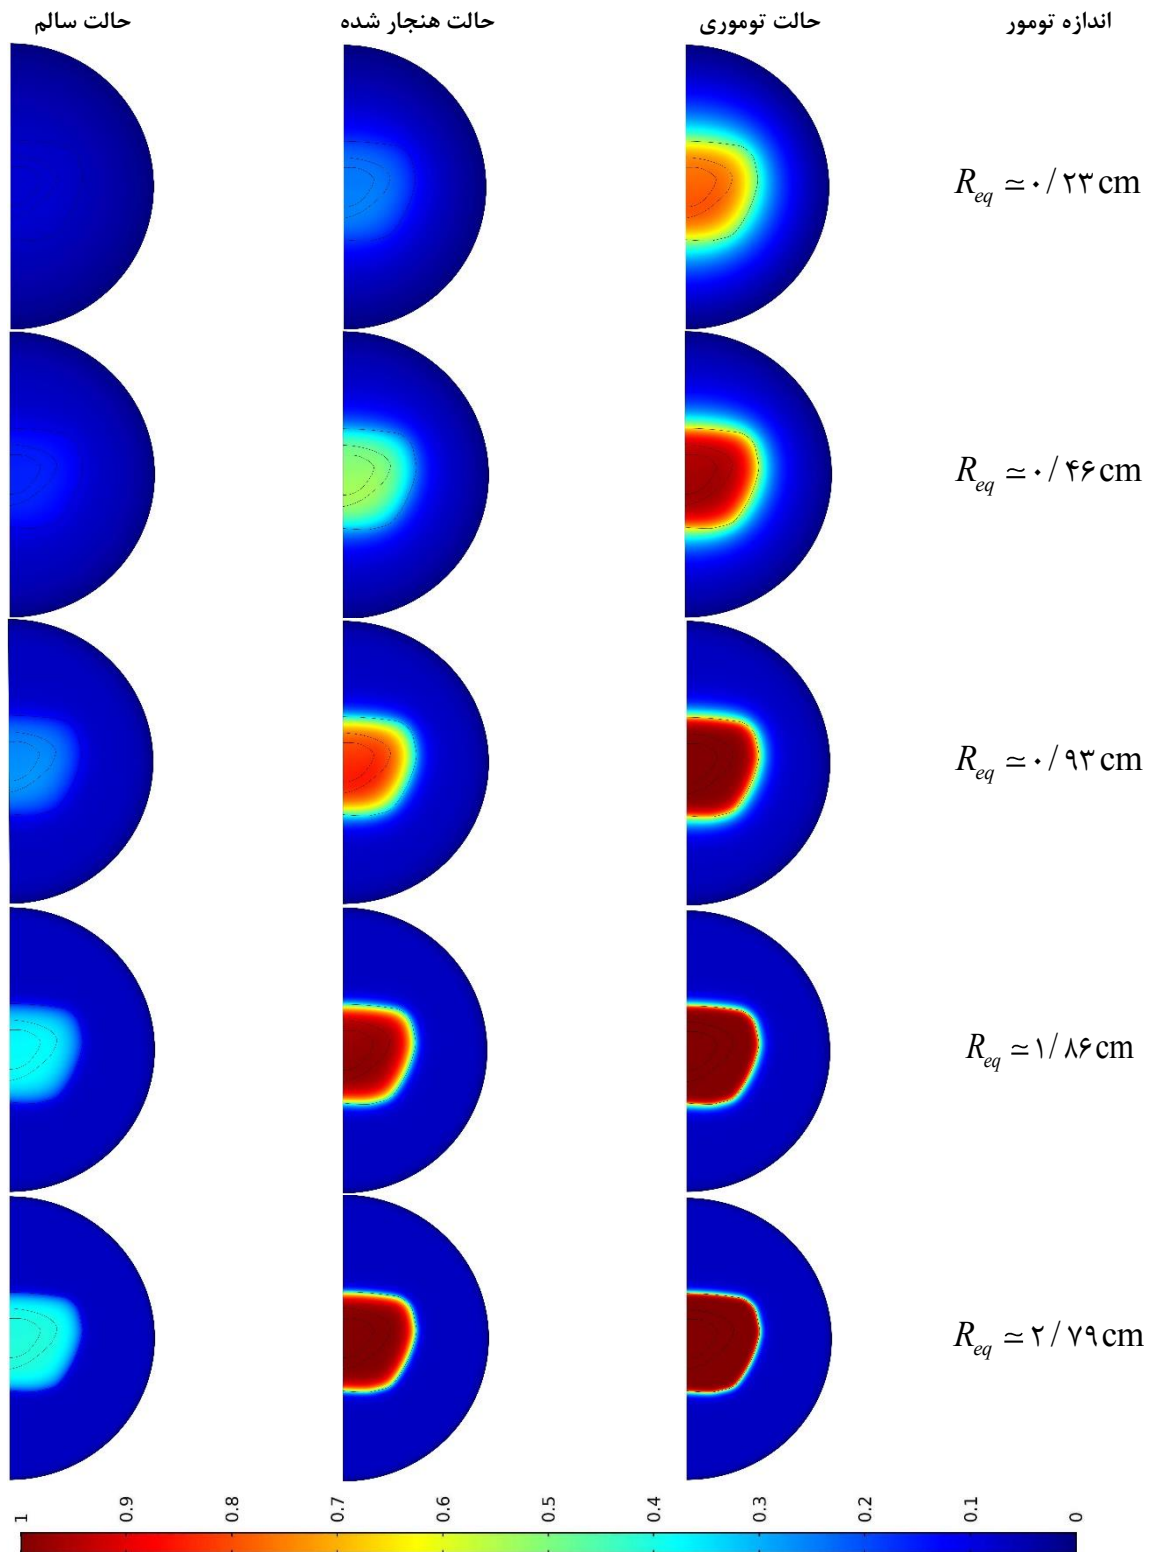 اندازه تومور حالت توموری حالت هنجار شده حالت سالم
R_eq ≃ ۰/۲۳ cm
R_eq ≃ ۰/۴۶ cm
R_eq ≃ ۰/۹۳ cm
R_eq ≃ ۱/۸۶ cm
R_eq ≃ ۲/۷۹ cm
1 0.9 0.8 0.7 0.6 0.5 0.4 0.3 0.2 0.1 0